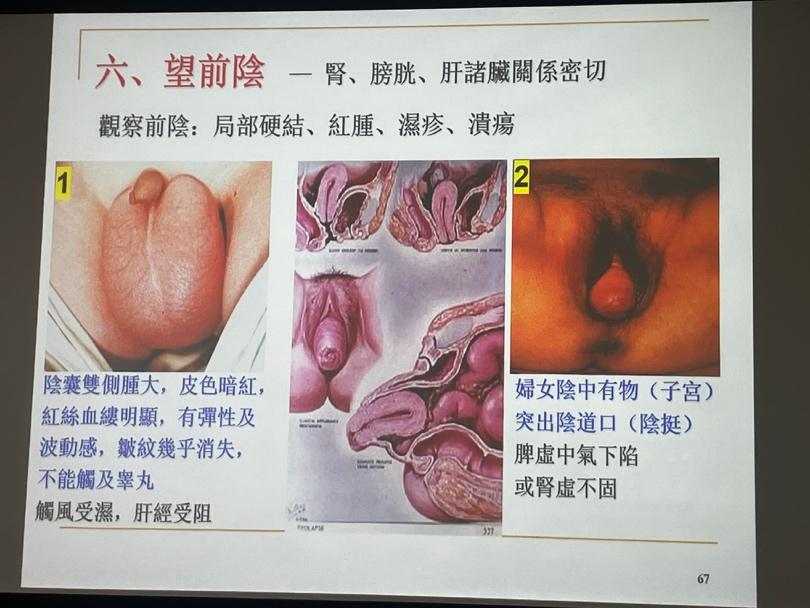 67
六、望前陰 — 腎、膀胱、肝諸臟關係密切
觀察前陰：局部硬結、紅腫、濕疹、潰瘍
1
陰囊雙側腫大，皮色暗紅，
紅絲血縷明顯，有彈性及
波動感，皺紋幾乎消失，
不能觸及睪丸
觸風受濕，肝經受阻
PROLAPSE
2
婦女陰中有物（子宮）
突出陰道口（陰挺）
脾虛中氣下陷
或腎虛不固
67